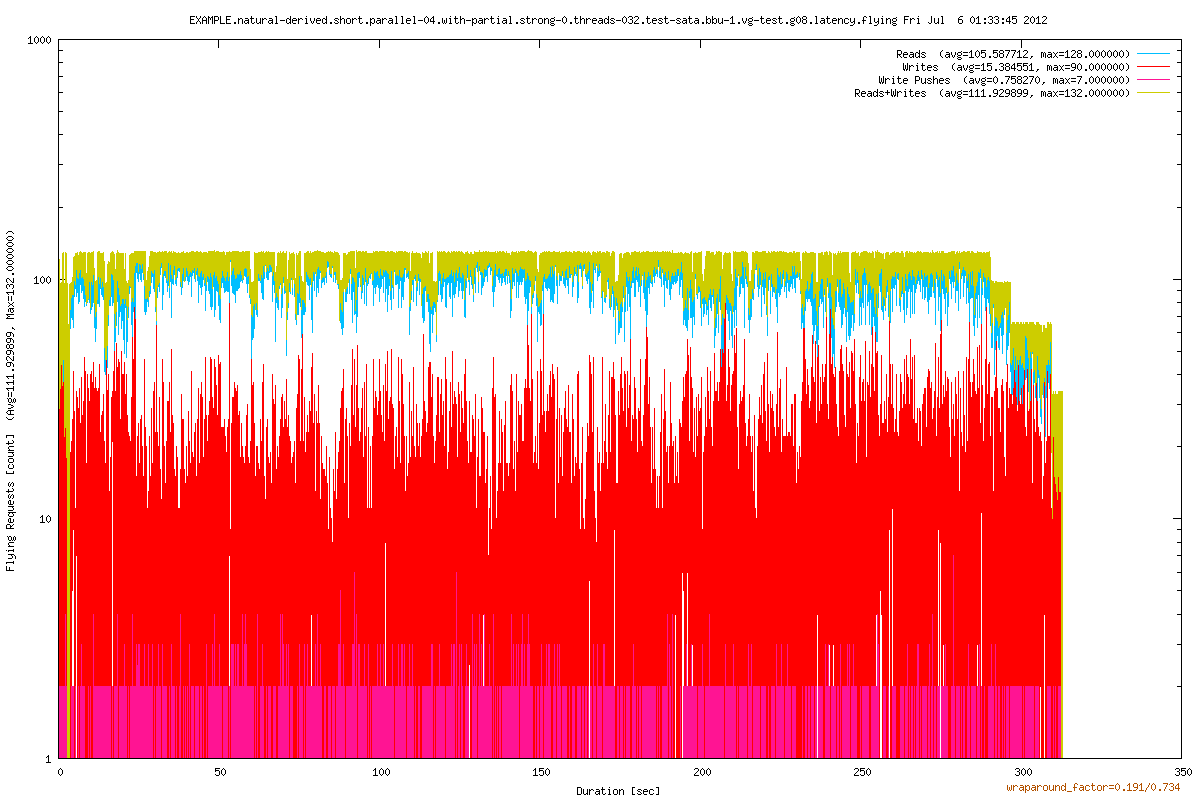 EXAMPLE.natural-derived.short.parallel-04.with-partial.strong-0.threads-032.test-sata.bbu-1.vg-test.g08.latency.flying Fri Jul  6 01:33:45 2012
Reads  (avg=105.587712, max=128.000000)
Writes  (avg=15.384551, max=90.000000)
Write Pushes  (avg=0.758270, max=7.000000)
Reads+Writes  (avg=111.929899, max=132.000000)
Flying Requests [count]  (Avg=111.929899, Max=132.000000)
1000
100
10
1
0 50 100 150 200 250 300 350
Duration [sec]
wraparound_factor=0.191/0.734